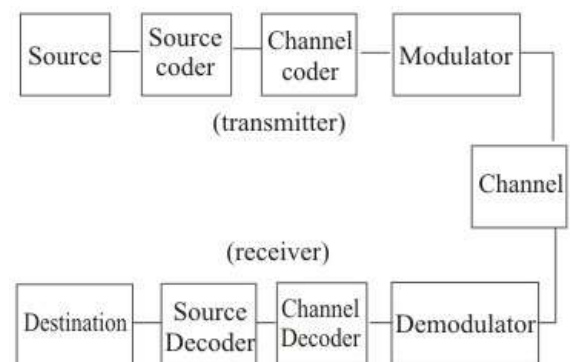 Source
Source
coder
Channel
coder
Modulator
(transmitter)
Channel
(receiver)
Destination
Source
Decoder
Channel
Decoder
Demodulator